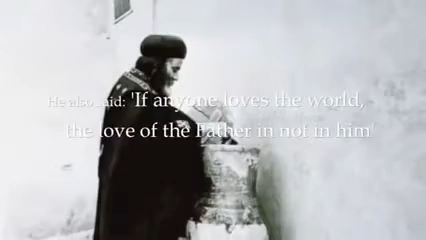 He also said: 'If anyone loves the world,
the love of the Father in not in him'